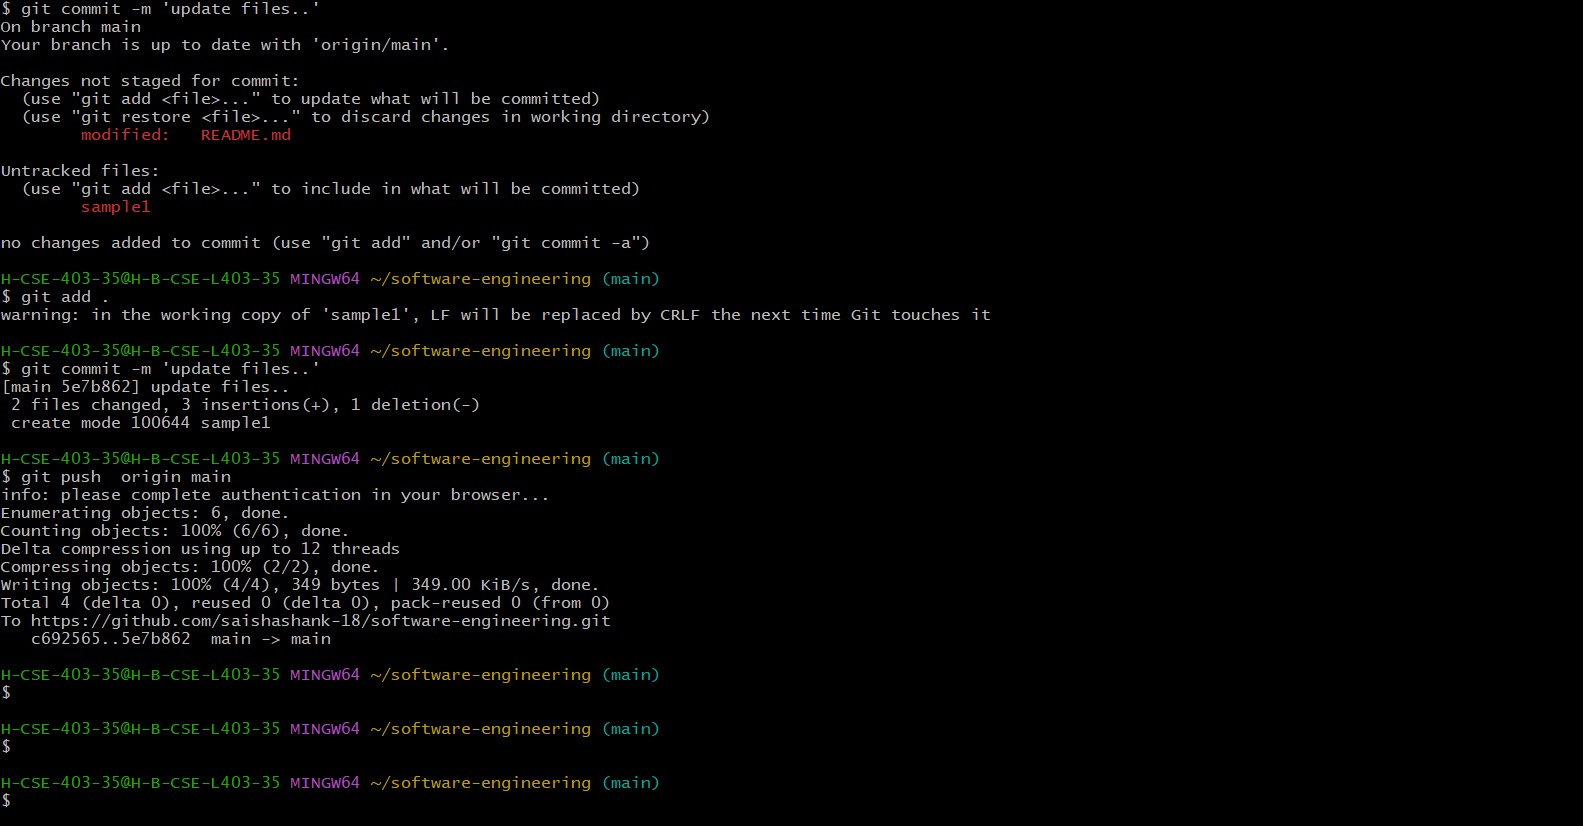 $ git commit -m 'update files..'
On branch main
Your branch is up to date with 'origin/main'.
Changes not staged for commit:
(use "git add <file>..." to update what will be committed)
(use "git restore <file>..." to discard changes in working directory)
modified:   README.md
Untracked files:
(use "git add <file>..." to include in what will be committed)
sample1
no changes added to commit (use "git add" and/or "git commit -a")
H-CSE-403-35@H-B-CSE-L403-35 MINGW64 ~/software-engineering (main)
$ git add .
warning: in the working copy of 'sample1', LF will be replaced by CRLF the next time Git touches it
H-CSE-403-35@H-B-CSE-L403-35 MINGW64 ~/software-engineering (main)
$ git commit -m 'update files..'
[main 5e7b862] update files..
2 files changed, 3 insertions(+), 1 deletion(-)
create mode 100644 sample1
H-CSE-403-35@H-B-CSE-L403-35 MINGW64 ~/software-engineering (main)
$ git push  origin main
info: please complete authentication in your browser...
Enumerating objects: 6, done.
Counting objects: 100% (6/6), done.
Delta compression using up to 12 threads
Compressing objects: 100% (2/2), done.
Writing objects: 100% (4/4), 349 bytes | 349.00 KiB/s, done.
Total 4 (delta 0), reused 0 (delta 0), pack-reused 0 (from 0)
To https://github.com/saishashank-18/software-engineering.git
c692565..5e7b862  main -> main
H-CSE-403-35@H-B-CSE-L403-35 MINGW64 ~/software-engineering (main)
$
H-CSE-403-35@H-B-CSE-L403-35 MINGW64 ~/software-engineering (main)
$
H-CSE-403-35@H-B-CSE-L403-35 MINGW64 ~/software-engineering (main)
$